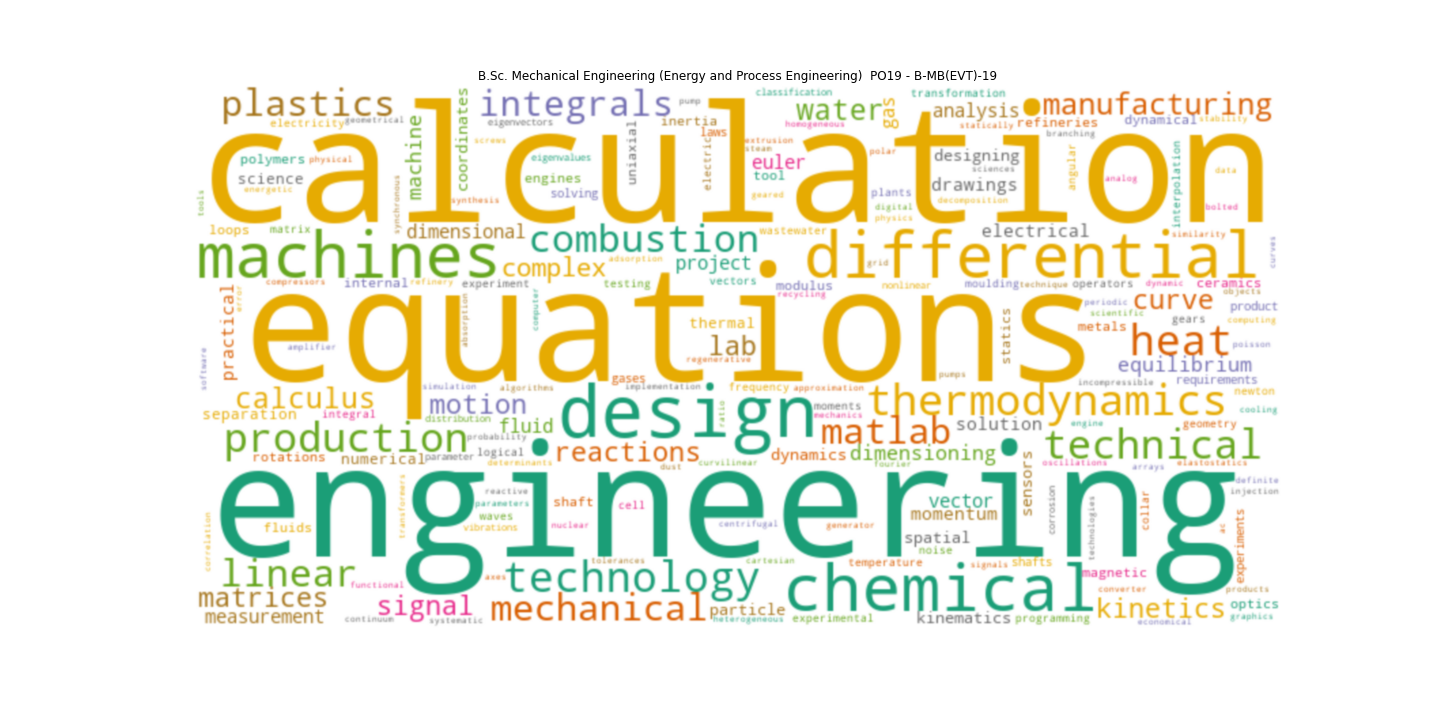 B.Sc. Mechanical Engineering (Energy and Process Engineering)  PO19 - B-MB(EVT)-19
plastics
integrals
pump
classification
water
gas
transformation
analysis
manufacturing
electricity
geometrical
machine
coordinates
eigenvectors
inertia
laws
homogeneous
statically
refineries
dynamical
stability
branching
calculation
screws
uniaxial
electric
extrusion
steam
polymers
physical
eigenvalues
euler
polar
designing
angular
interpolation
science
energetic
engines
tool
sciences
analog
data
tools
synchronous
synthesis
solving
geared
plants
drawings
decomposition
digital
physics
bolted
loops
matrix
dimensional
combustion
wastewater
electrical
similarity
curves
machines
complex
adsorption
project
grid
differential
compressors
internal
refinery
experiment
testing
vectors
modulus
recycling
nonlinear
moulding
technique
operators
dynamic
ceramics
objects
practical
error
absorption
computer
equations
periodic
scientific
curve
product
gears
computing
thermal
statics
metals
heat
poisson
amplifier
lab
regenerative
software
equilibrium
requirements
gases
pumps
incompressible
newton
calculus
simulation
algorithms
implementation
frequency
approximation
thermodynamics
motion
design
ratio
moments
mechanics
cooling
separation
integral
distribution
fluid
matlab
solution
engine
geometry
production
probability
logical
reactions
dynamics
dimensioning
technical
rotations
numerical
parameter
determinants
dust
curvilinear
fourier
sensors
oscillations
arrays
elastostatics
engineering
transformers
reactive
parameters
shaft
cell
vector
momentum
corrosion
technologies
collar
definite
injection
correlation
fluids
waves
vibrations
nuclear
centrifugal
generator
spatial
noise
ac
experiments
linear
functional
axes
tolerances
technology
cartesian
temperature
signals
shafts
magnetic
converter
products
matrices
signal
mechanical
particle
chemical
kinetics
optics
measurement
continuum
systematic
heterogeneous
experimental
kinematics
programming
economical
graphics